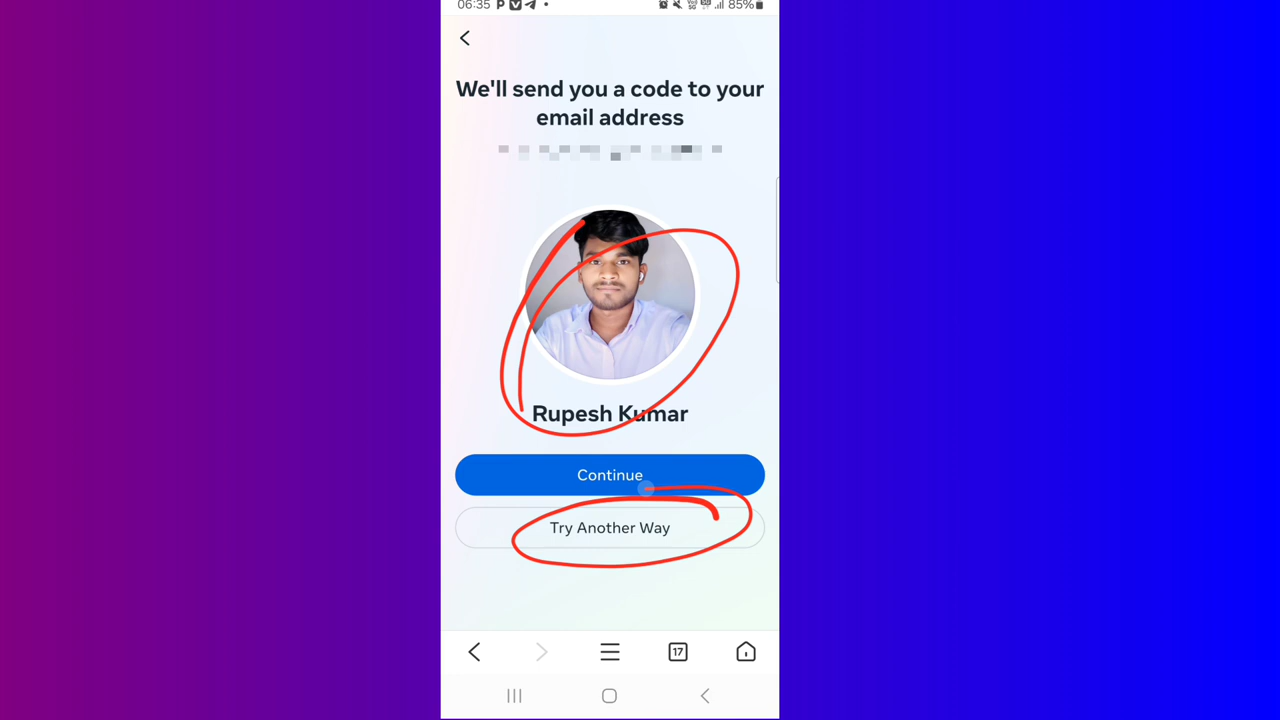 06:35 P V 85%
We'll send you a code to your
email address
Rupesh Kumar
Continue
Try Another Way
17